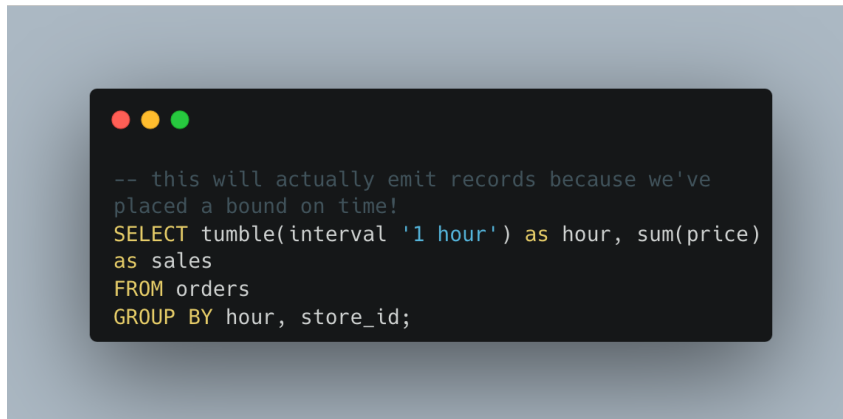 -- this will actually emit records because we've
placed a bound on time!
SELECT tumble(interval '1 hour') as hour, sum(price)
as sales
FROM orders
GROUP BY hour, store_id;